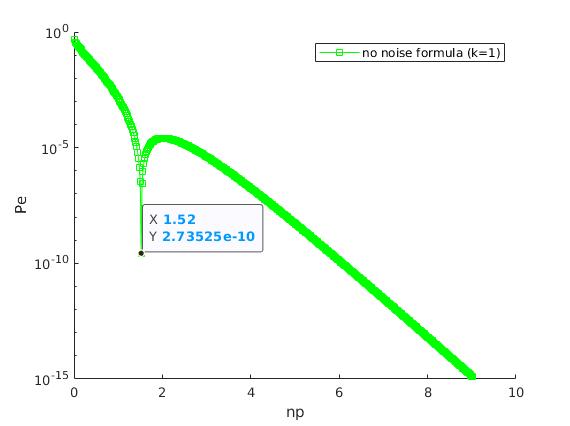 10^0
no noise formula (k=1)
10^-5
Pe
X 1.52
Y 2.73525e-10
10^-10
10^-15
0 2 4 6 8 10
np